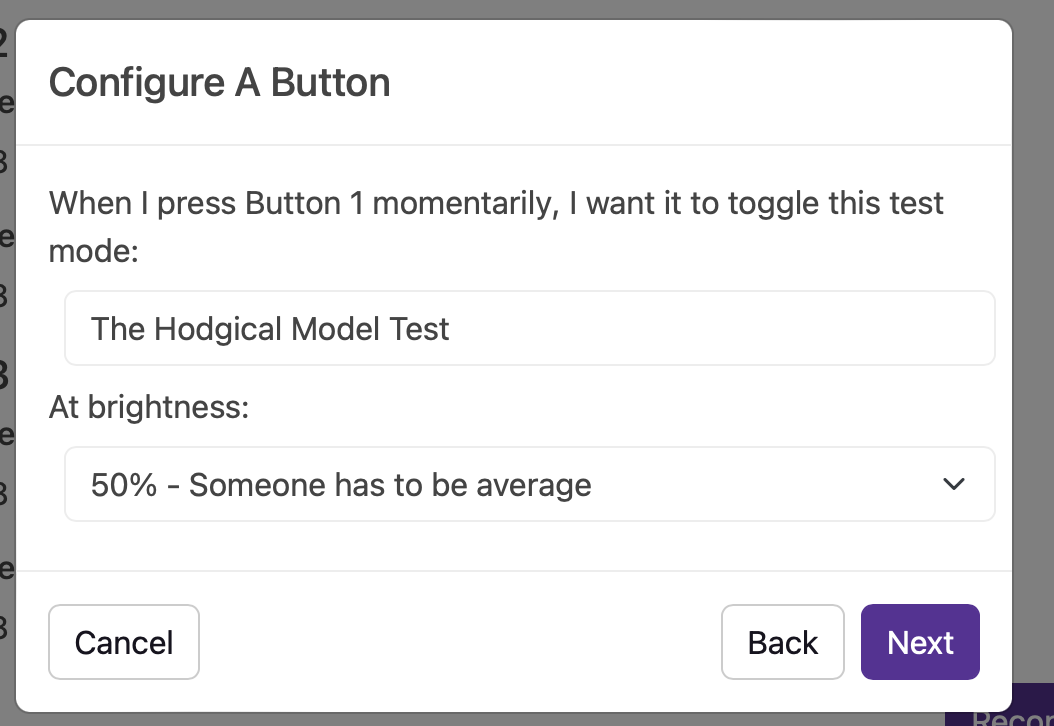 Configure A Button
When I press Button 1 momentarily, I want it to toggle this test
mode:
The Hodgical Model Test
At brightness:
50% - Someone has to be average
Cancel
Back
Next